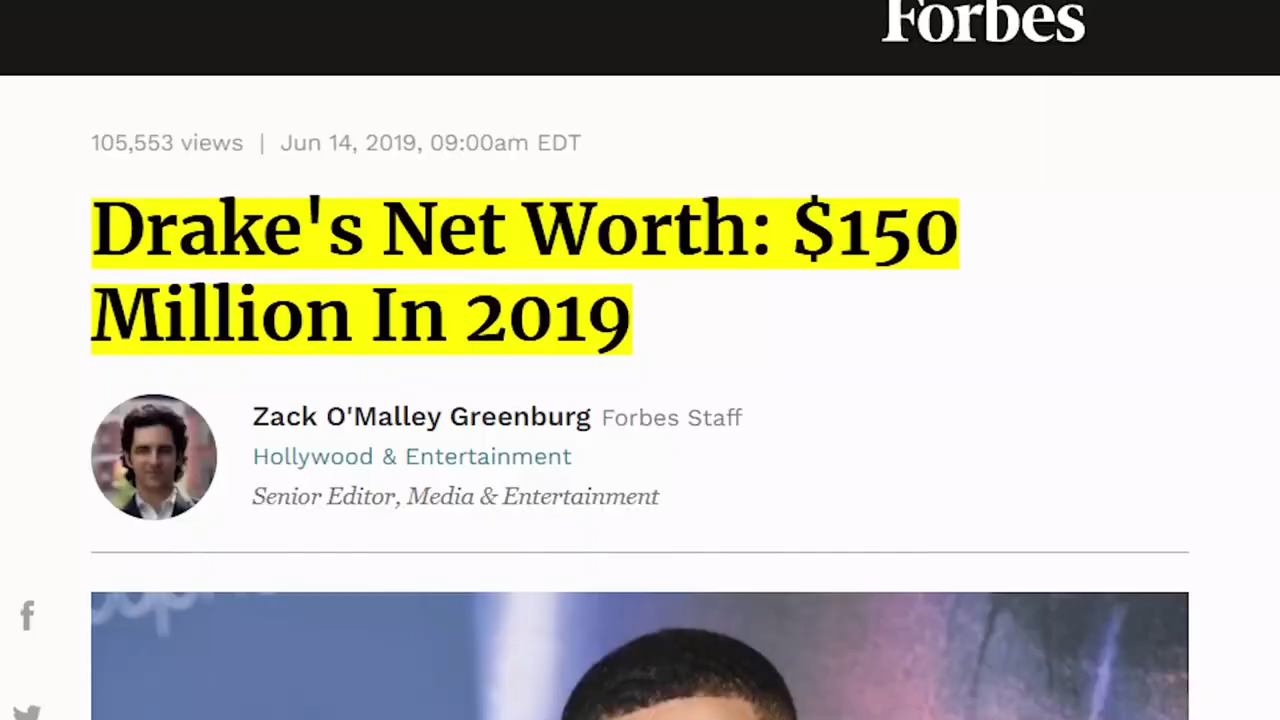 Forbes
105,553 views | Jun 14, 2019, 09:00am EDT
Drake's Net Worth: $150
Million In 2019
Zack O'Malley Greenburg Forbes Staff
Hollywood & Entertainment
Senior Editor, Media & Entertainment